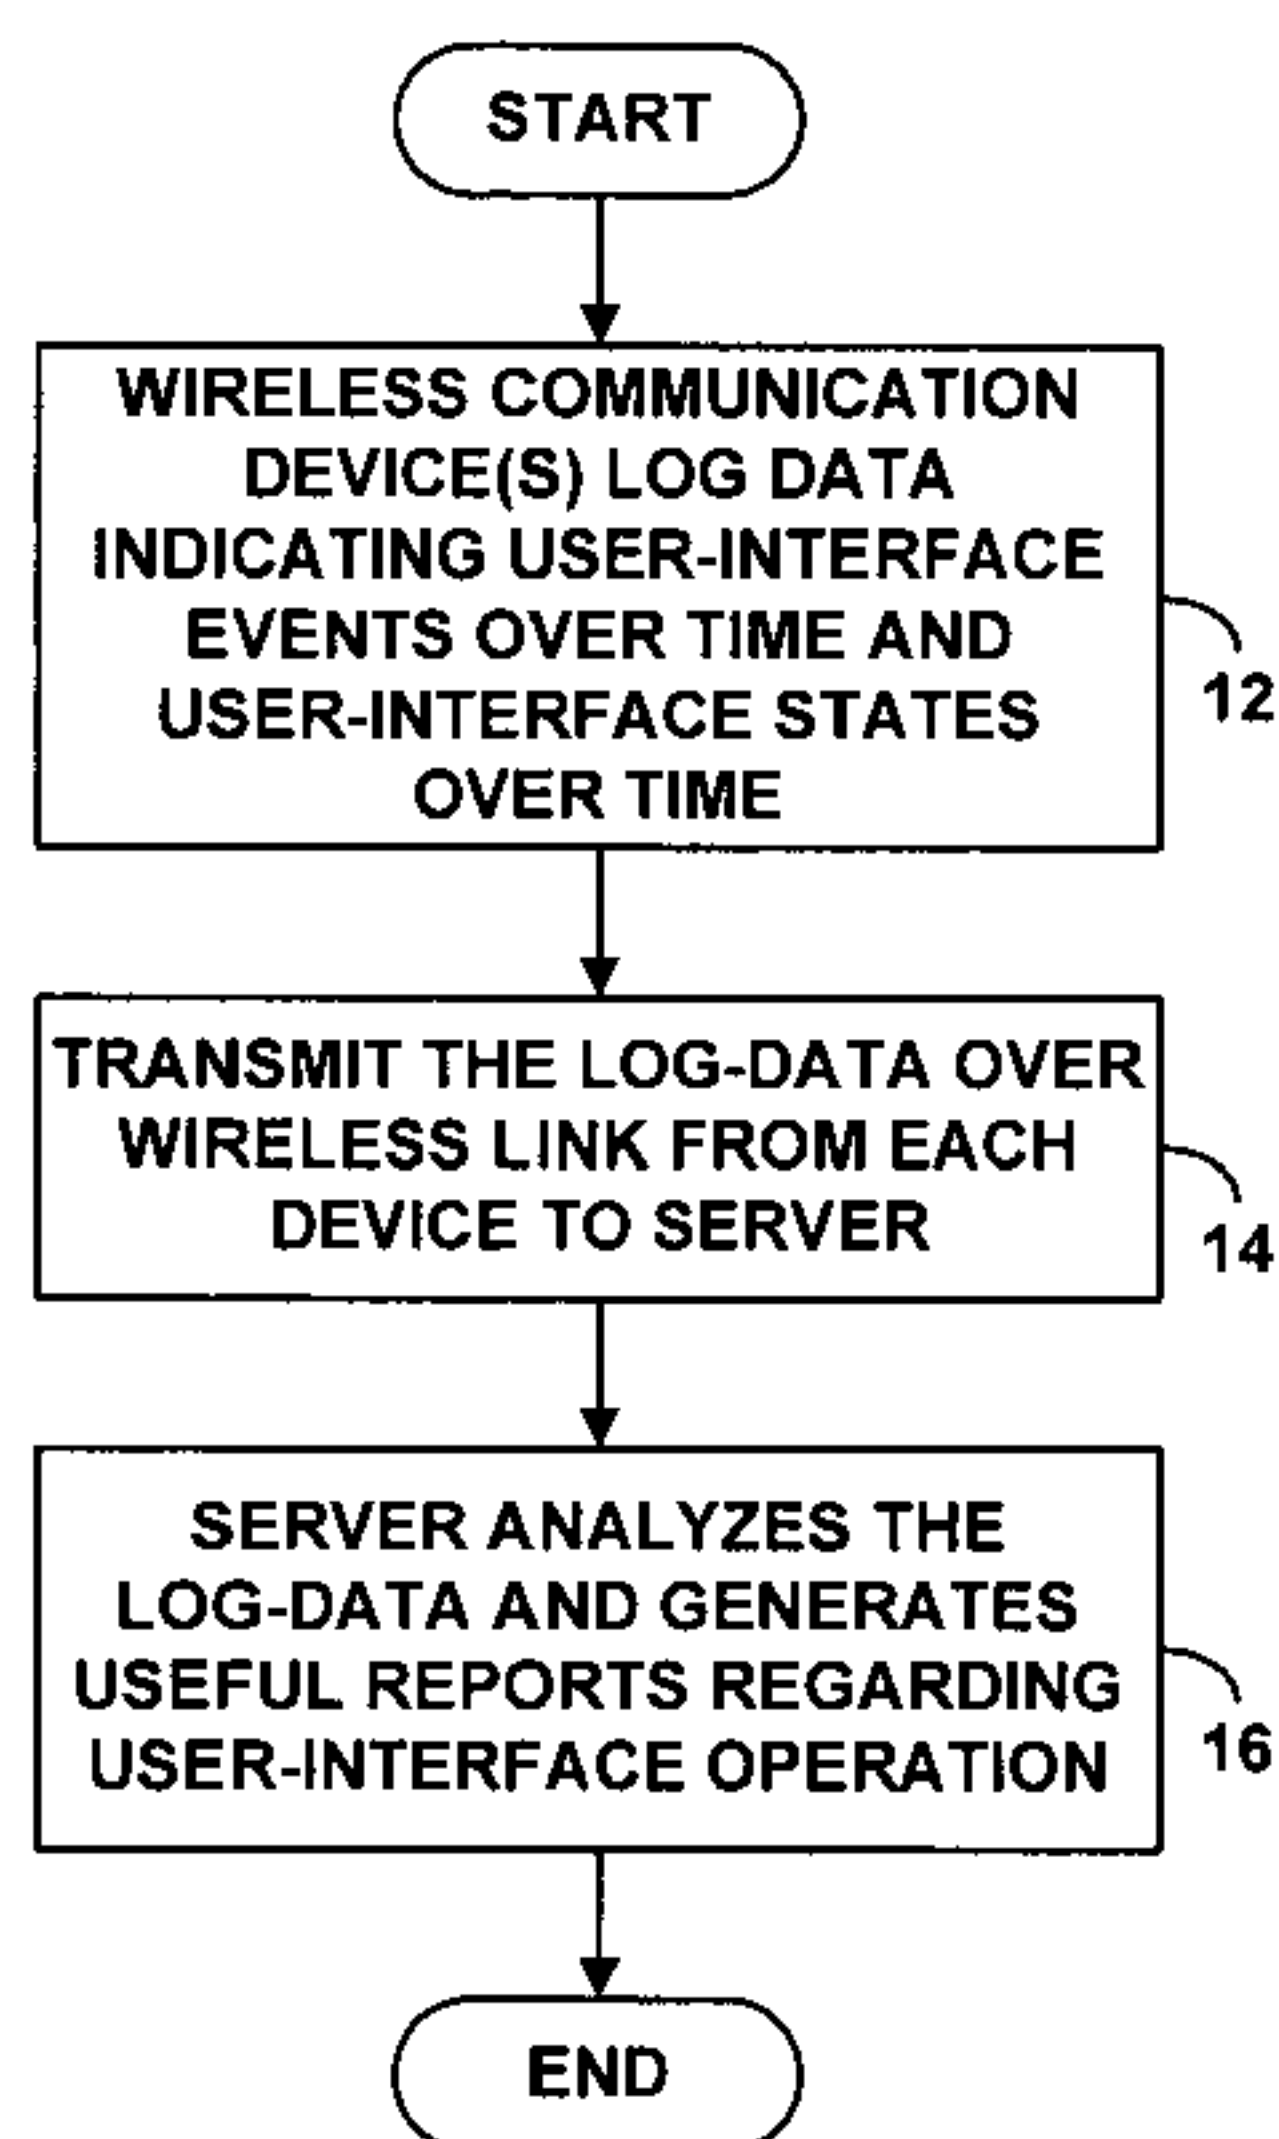 START
WIRELESS COMMUNICATION
DEVICE(S) LOG DATA
INDICATING USER-INTERFACE
EVENTS OVER TIME AND
USER-INTERFACE STATES
OVER TIME
12
TRANSMIT THE LOG-DATA OVER
WIRELESS LINK FROM EACH
DEVICE TO SERVER
14
SERVER ANALYZES THE
LOG-DATA AND GENERATES
USEFUL REPORTS REGARDING
USER-INTERFACE OPERATION
16
END